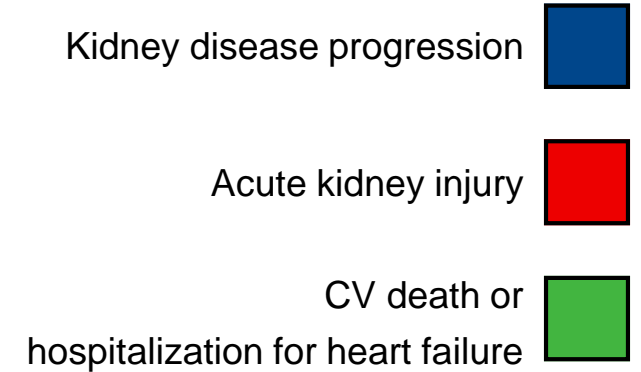 Kidney disease progression
Acute kidney injury
CV death or
hospitalization for heart failure